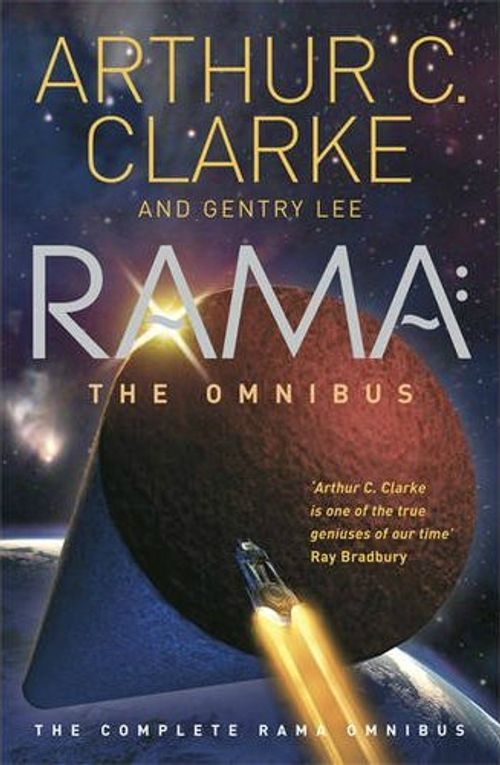 ARTHUR C.
CLARKE
AND GENTRY LEE
RAMA:
THE OMNIBUS
'Arthur C. Clarke
is one of the true
geniuses of our time'
Ray Bradbury
THE COMPLETE RAMA OMNIBUS